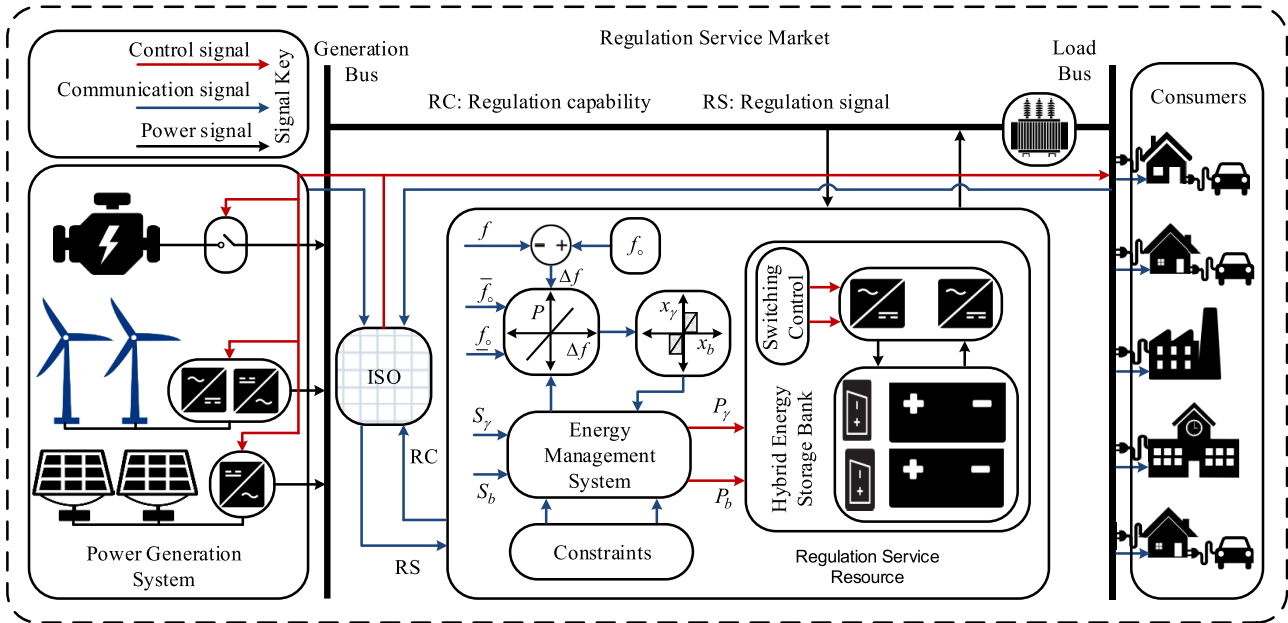 Control signal
Communication signal
Power signal
Signal Key
Generation
Bus
Regulation Service Market
RC: Regulation capability
RS: Regulation signal
Load
Bus
Consumers
f
− +
f∘
Δf
f̅∘
f̲∘
P
Δf
xγ
xb
Switching
Control
ISO
Sγ
Sb
Energy
Management
System
Pγ
Pb
Hybrid Energy
Storage Bank
+ −
+ −
- +
- +
RC
RS
Constraints
Regulation Service
Resource
Power Generation
System